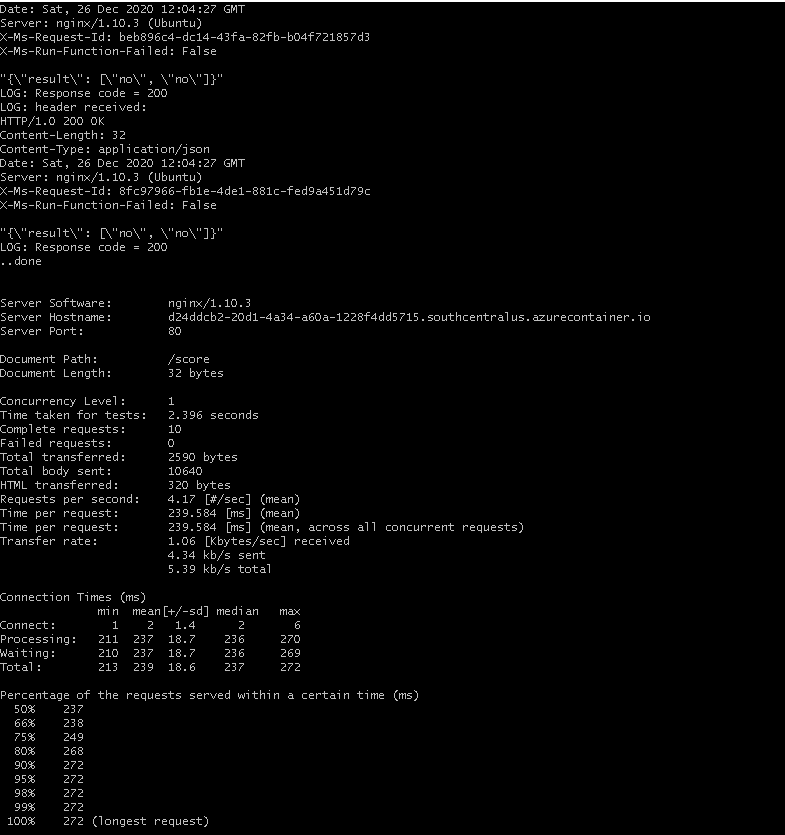 Date: Sat, 26 Dec 2020 12:04:27 GMT
Server: nginx/1.10.3 (Ubuntu)
X-Ms-Request-Id: beb896c4-dc14-43fa-82fb-b04f721857d3
X-Ms-Run-Function-Failed: False

"{\"result\": [\"no\", \"no\"]}"
LOG: Response code = 200
LOG: header received:
HTTP/1.0 200 OK
Content-Length: 32
Content-Type: application/json
Date: Sat, 26 Dec 2020 12:04:27 GMT
Server: nginx/1.10.3 (Ubuntu)
X-Ms-Request-Id: 8fc97966-fb1e-4de1-881c-fed9a451d79c
X-Ms-Run-Function-Failed: False

"{\"result\": [\"no\", \"no\"]}"
LOG: Response code = 200
..done


Server Software:        nginx/1.10.3
Server Hostname:        d24ddcb2-20d1-4a34-a60a-1228f4dd5715.southcentralus.azurecontainer.io
Server Port:            80

Document Path:          /score
Document Length:        32 bytes

Concurrency Level:      1
Time taken for tests:   2.396 seconds
Complete requests:      10
Failed requests:        0
Total transferred:      2590 bytes
Total body sent:        10640
HTML transferred:       320 bytes
Requests per second:    4.17 [#/sec] (mean)
Time per request:       239.584 [ms] (mean)
Time per request:       239.584 [ms] (mean, across all concurrent requests)
Transfer rate:          1.06 [Kbytes/sec] received
                        4.34 kb/s sent
                        5.39 kb/s total

Connection Times (ms)
              min  mean[+/-sd] median   max
Connect:        1    2   1.4      2       6
Processing:   211  237  18.7    236     270
Waiting:      210  237  18.7    236     269
Total:        213  239  18.6    237     272

Percentage of the requests served within a certain time (ms)
  50%    237
  66%    238
  75%    249
  80%    268
  90%    272
  95%    272
  98%    272
  99%    272
 100%    272 (longest request)